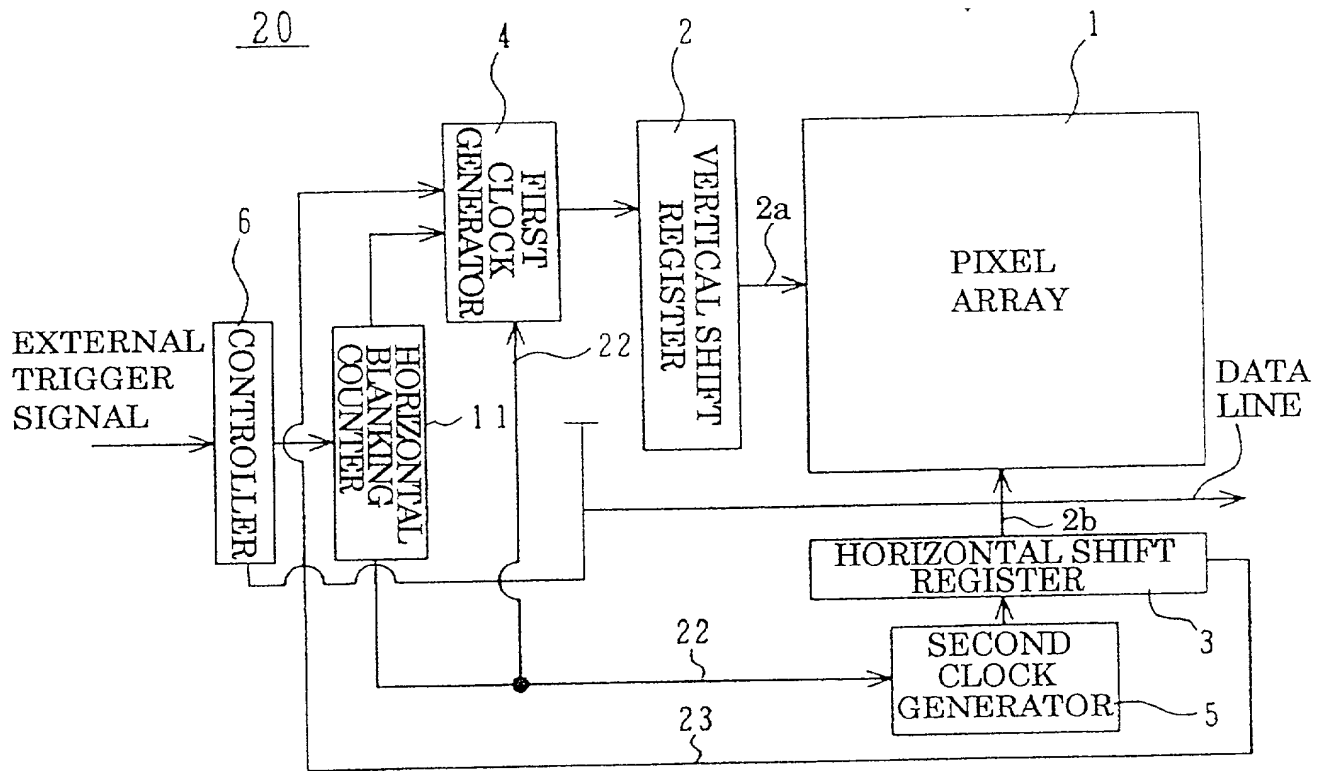 20
4
2
1
6
FIRST
CLOCK
GENERATOR
VERTICAL SHIFT
REGISTER
2a
PIXEL
ARRAY
EXTERNAL
TRIGGER
SIGNAL
CONTROLLER
HORIZONTAL
BLANKING
COUNTER
11
22
DATA
LINE
2b
HORIZONTAL SHIFT
REGISTER
3
22
SECOND
CLOCK
GENERATOR
5
23